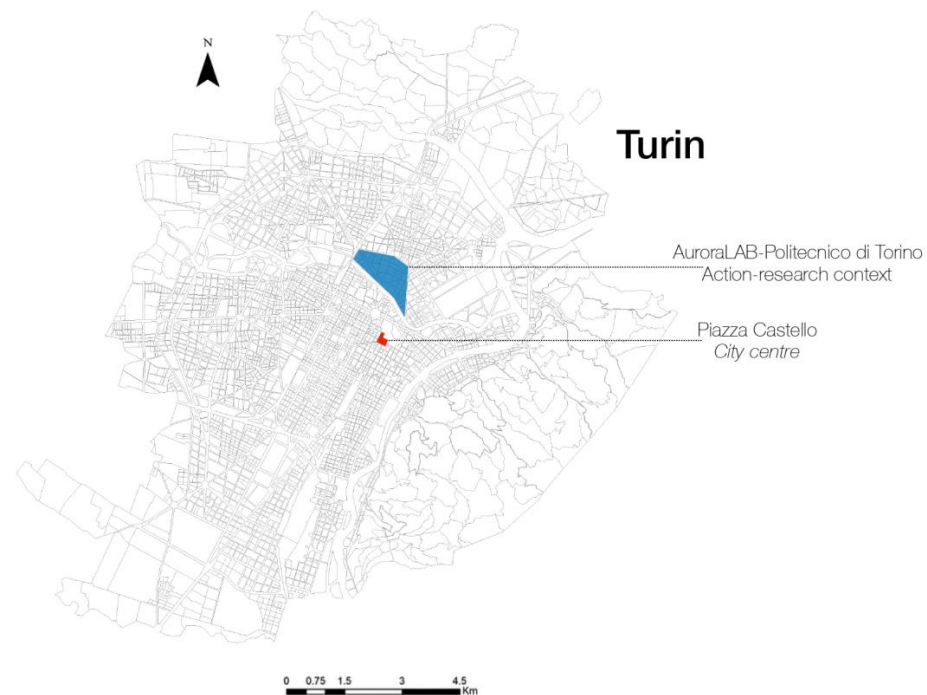 N
Turin
AuroraLAB-Politecnico di Torino
Action-research context
Piazza Castello
City centre
0 0.75 1.5 3 4.5
Km